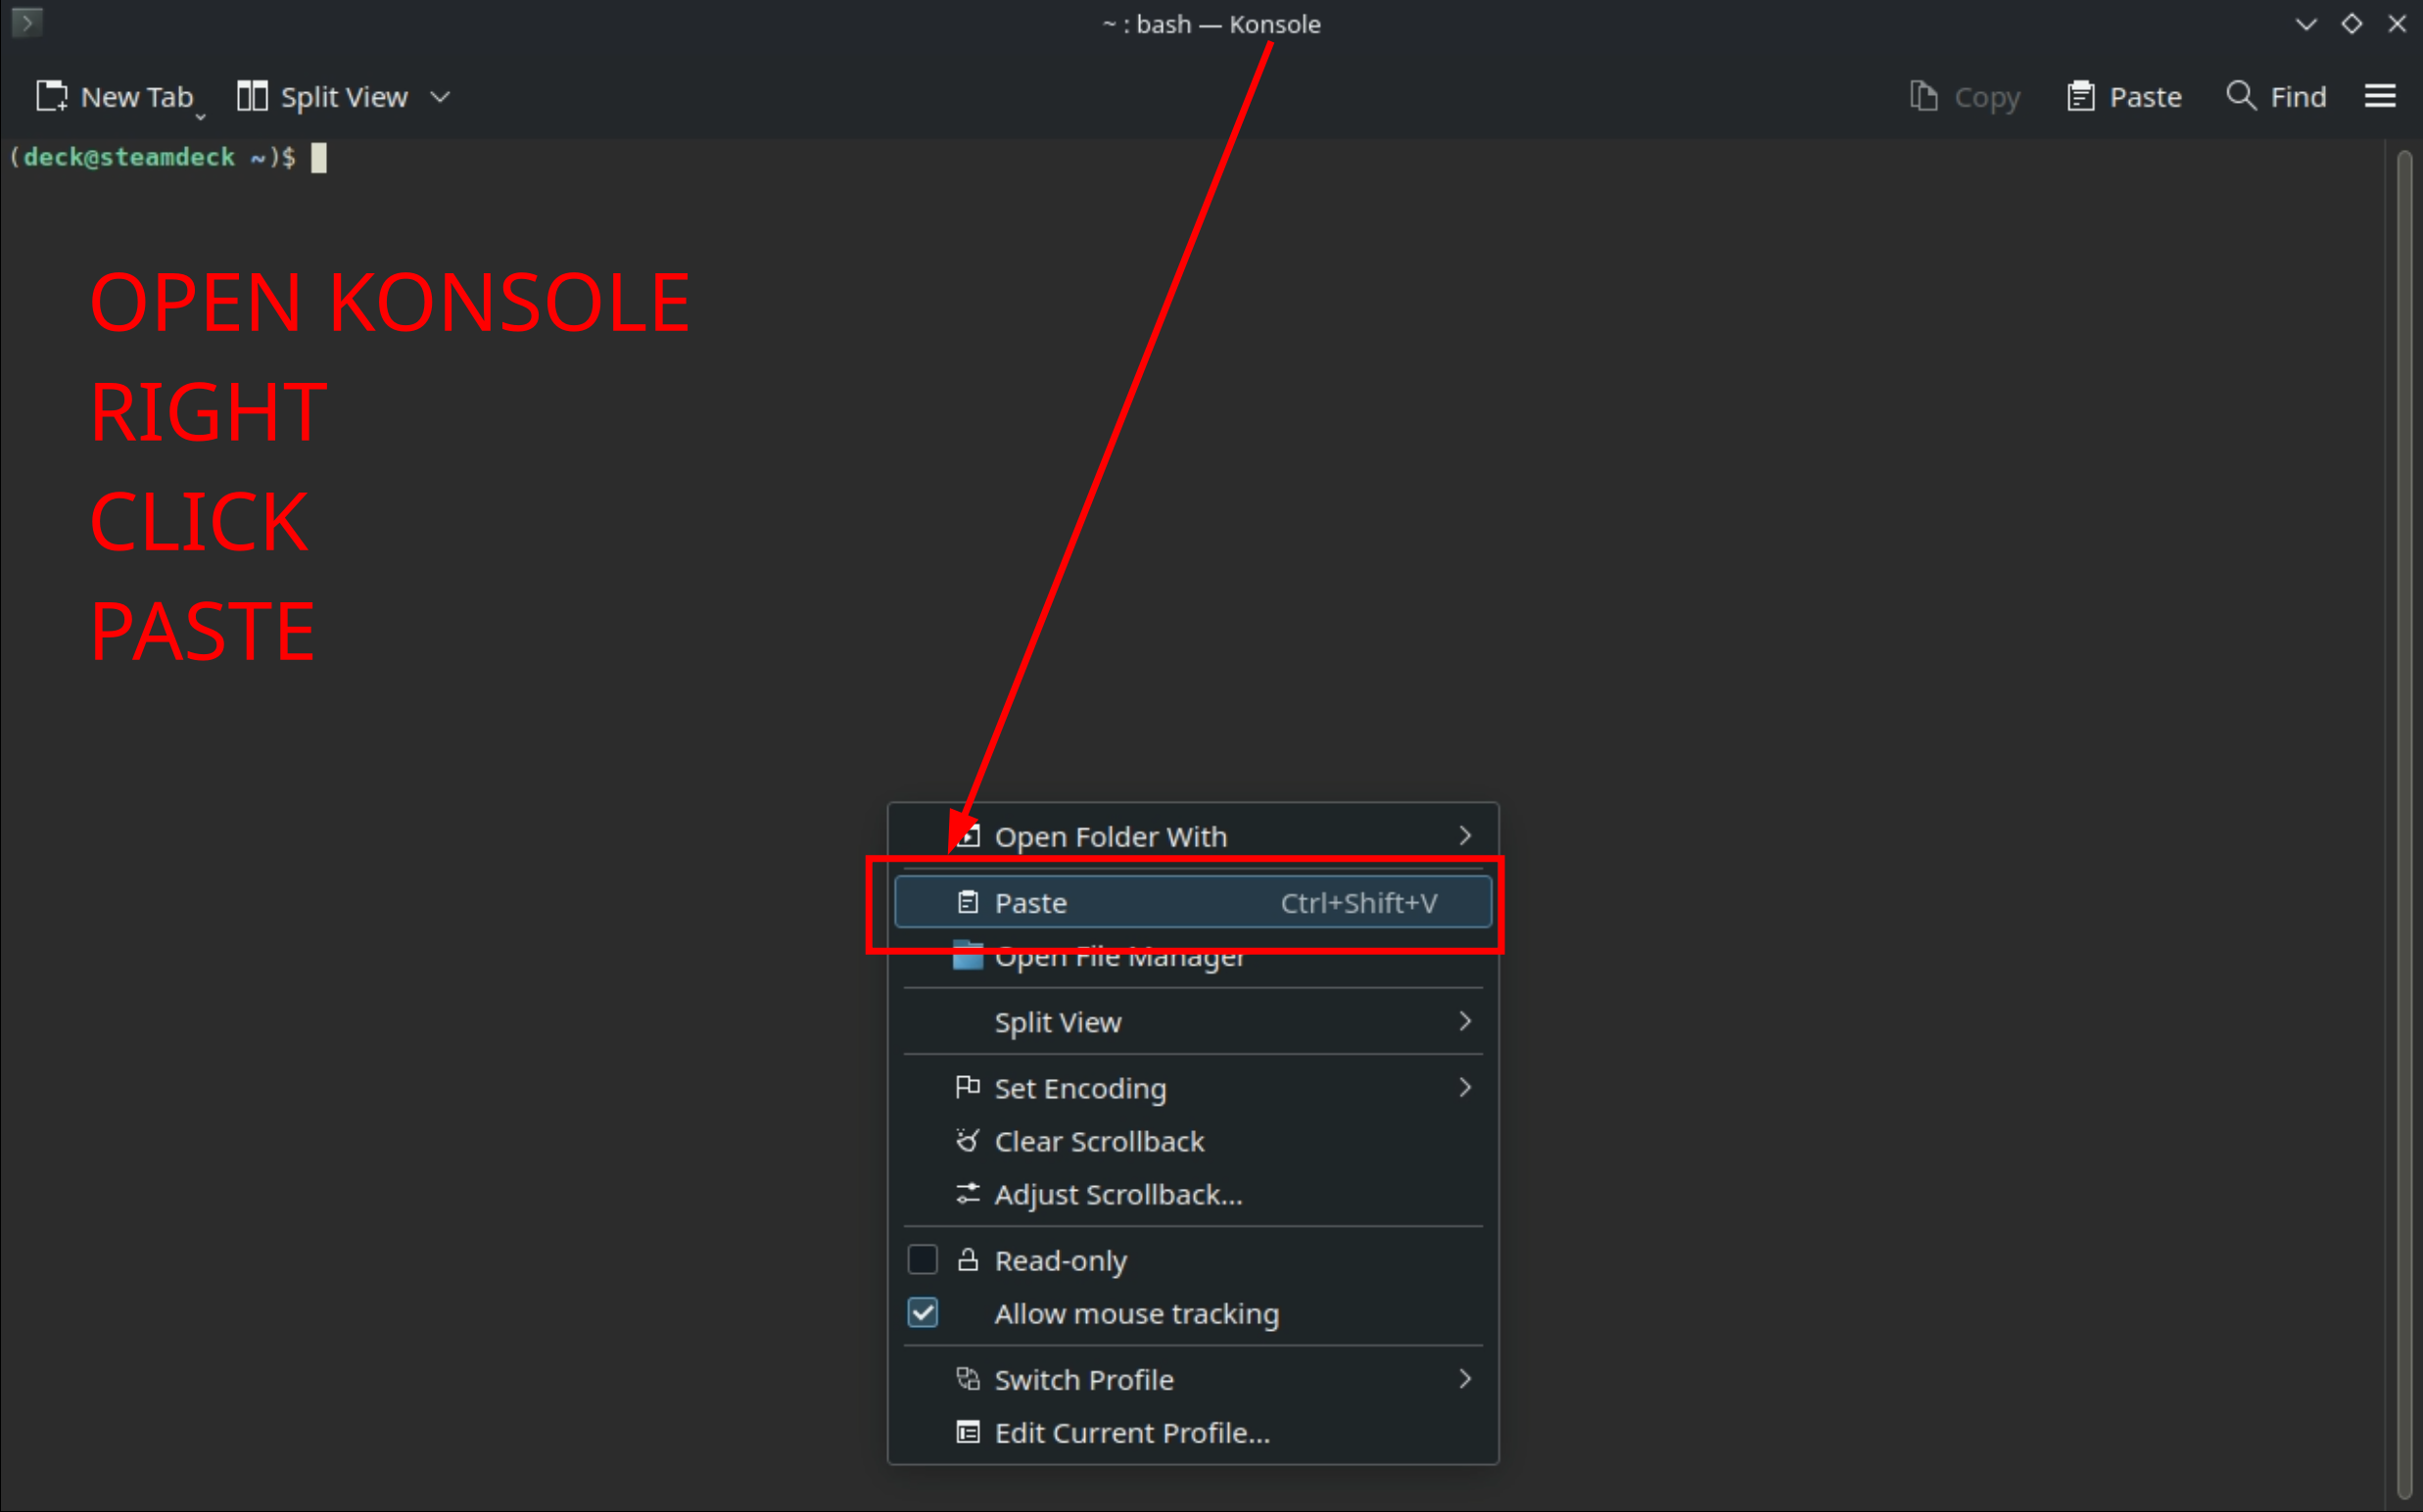 ~ : bash — Konsole
New Tab Split View Copy Paste Find
(deck@steamdeck ~)$
OPEN KONSOLE
RIGHT
CLICK
PASTE
Open Folder With
Paste Ctrl+Shift+V
Open File Manager
Split View
Set Encoding
Clear Scrollback
Adjust Scrollback...
Read-only
Allow mouse tracking
Switch Profile
Edit Current Profile...